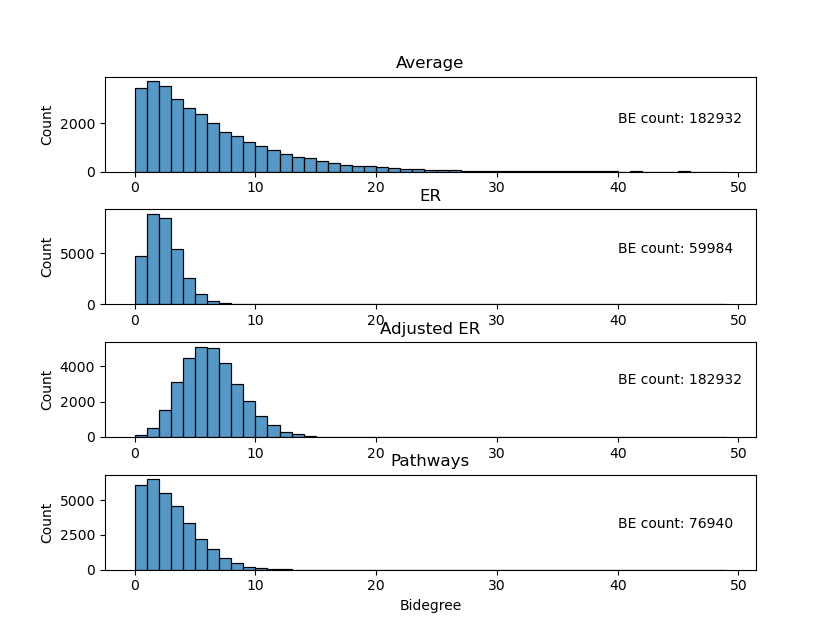 Average
Count
2000
0
BE count: 182932
0 10 20 30 40 50
ER
Count
5000
0
BE count: 59984
0 10 20 30 40 50
Adjusted ER
Count
4000
2000
0
BE count: 182932
0 10 20 30 40 50
Pathways
Count
5000
2500
0
BE count: 76940
0 10 20 30 40 50
Bidegree